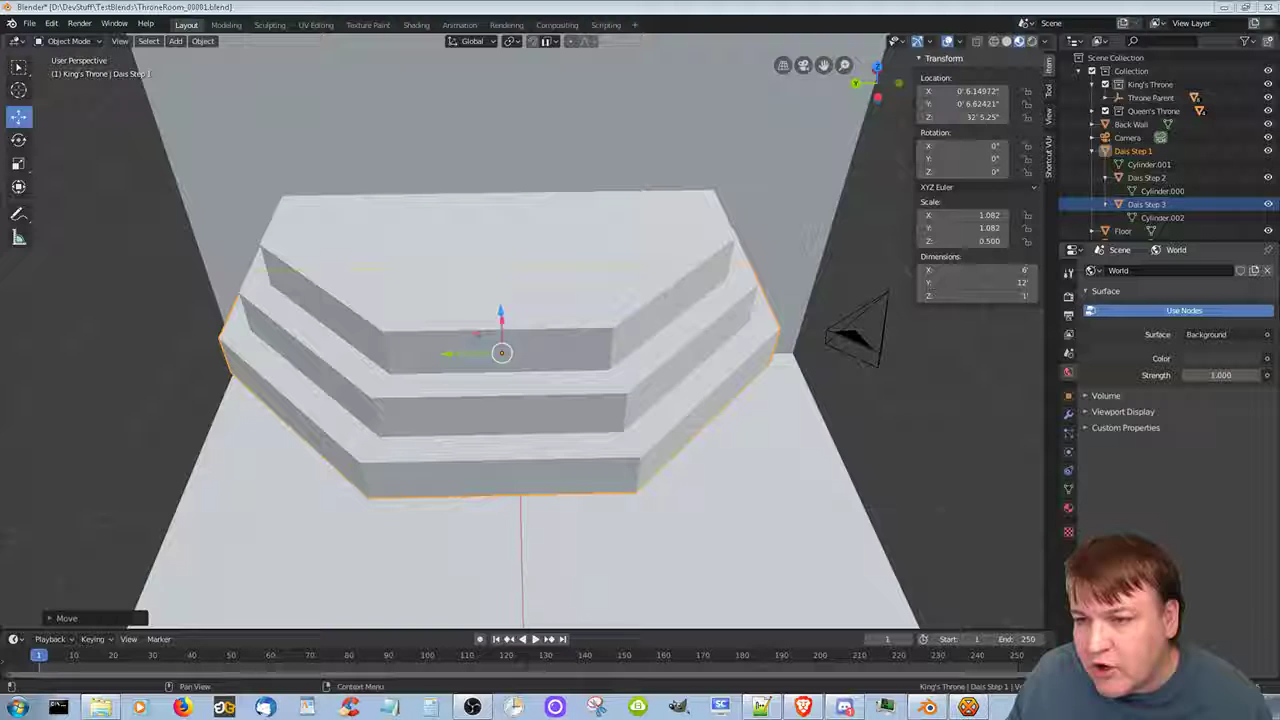 Blender* [D:\DevStuff\TestBlends\ThroneRoom_00001.blend]
File Edit Render Window Help Layout Modeling Sculpting UV Editing Texture Paint Shading Animation Rendering Compositing Scripting Scene View Layer
Object Mode View Select Add Object Global
User Perspective
(1) King's Throne | Dais Step 1
Transform
Location:
X: 0' 6.14972"
Y: 0' 6.62421"
Z: 32' 5.25"
Rotation:
X: 0°
Y: 0°
Z: 0°
XYZ Euler
Scale:
X: 1.082
Y: 1.082
Z: 0.500
Dimensions:
X: 6'
Y: 12'
Z: 1'
Item
Tool
View
Shortcut VUr
Scene Collection
Collection
King's Throne
Throne Parent
Queen's Throne
Back Wall
Camera
Dais Step 1
Cylinder.001
Dais Step 2
Cylinder.000
Dais Step 3
Cylinder.002
Floor
Scene World
World
Surface
Use Nodes
Surface: Background
Color:
Strength: 1.000
Volume
Viewport Display
Custom Properties
Move
Playback Keying View Marker 1 Start: 1 End: 250
1 10 20 30 40 50 60 70 80 90 100 110 120 130 140 150 160 170 180 190 200 210 220 230 240 250
Pan View Context Menu King's Throne | Dais Step 1 |